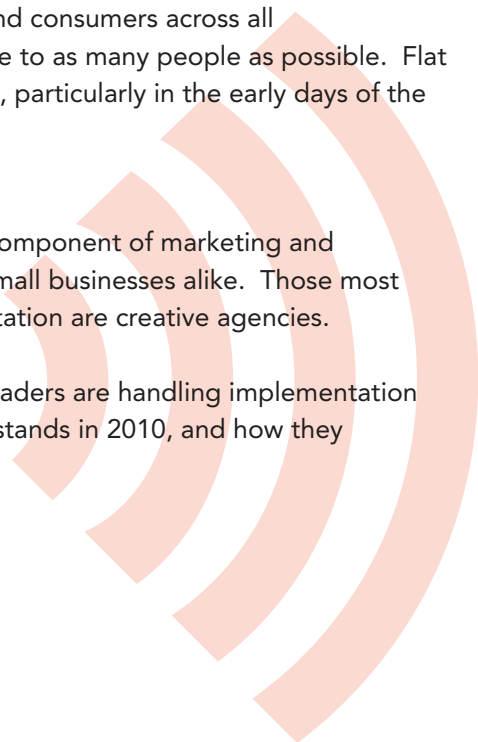 nd consumers across all
e to as many people as possible.  Flat
, particularly in the early days of the
omponent of marketing and
mall businesses alike.  Those most
tation are creative agencies.
aders are handling implementation
stands in 2010, and how they